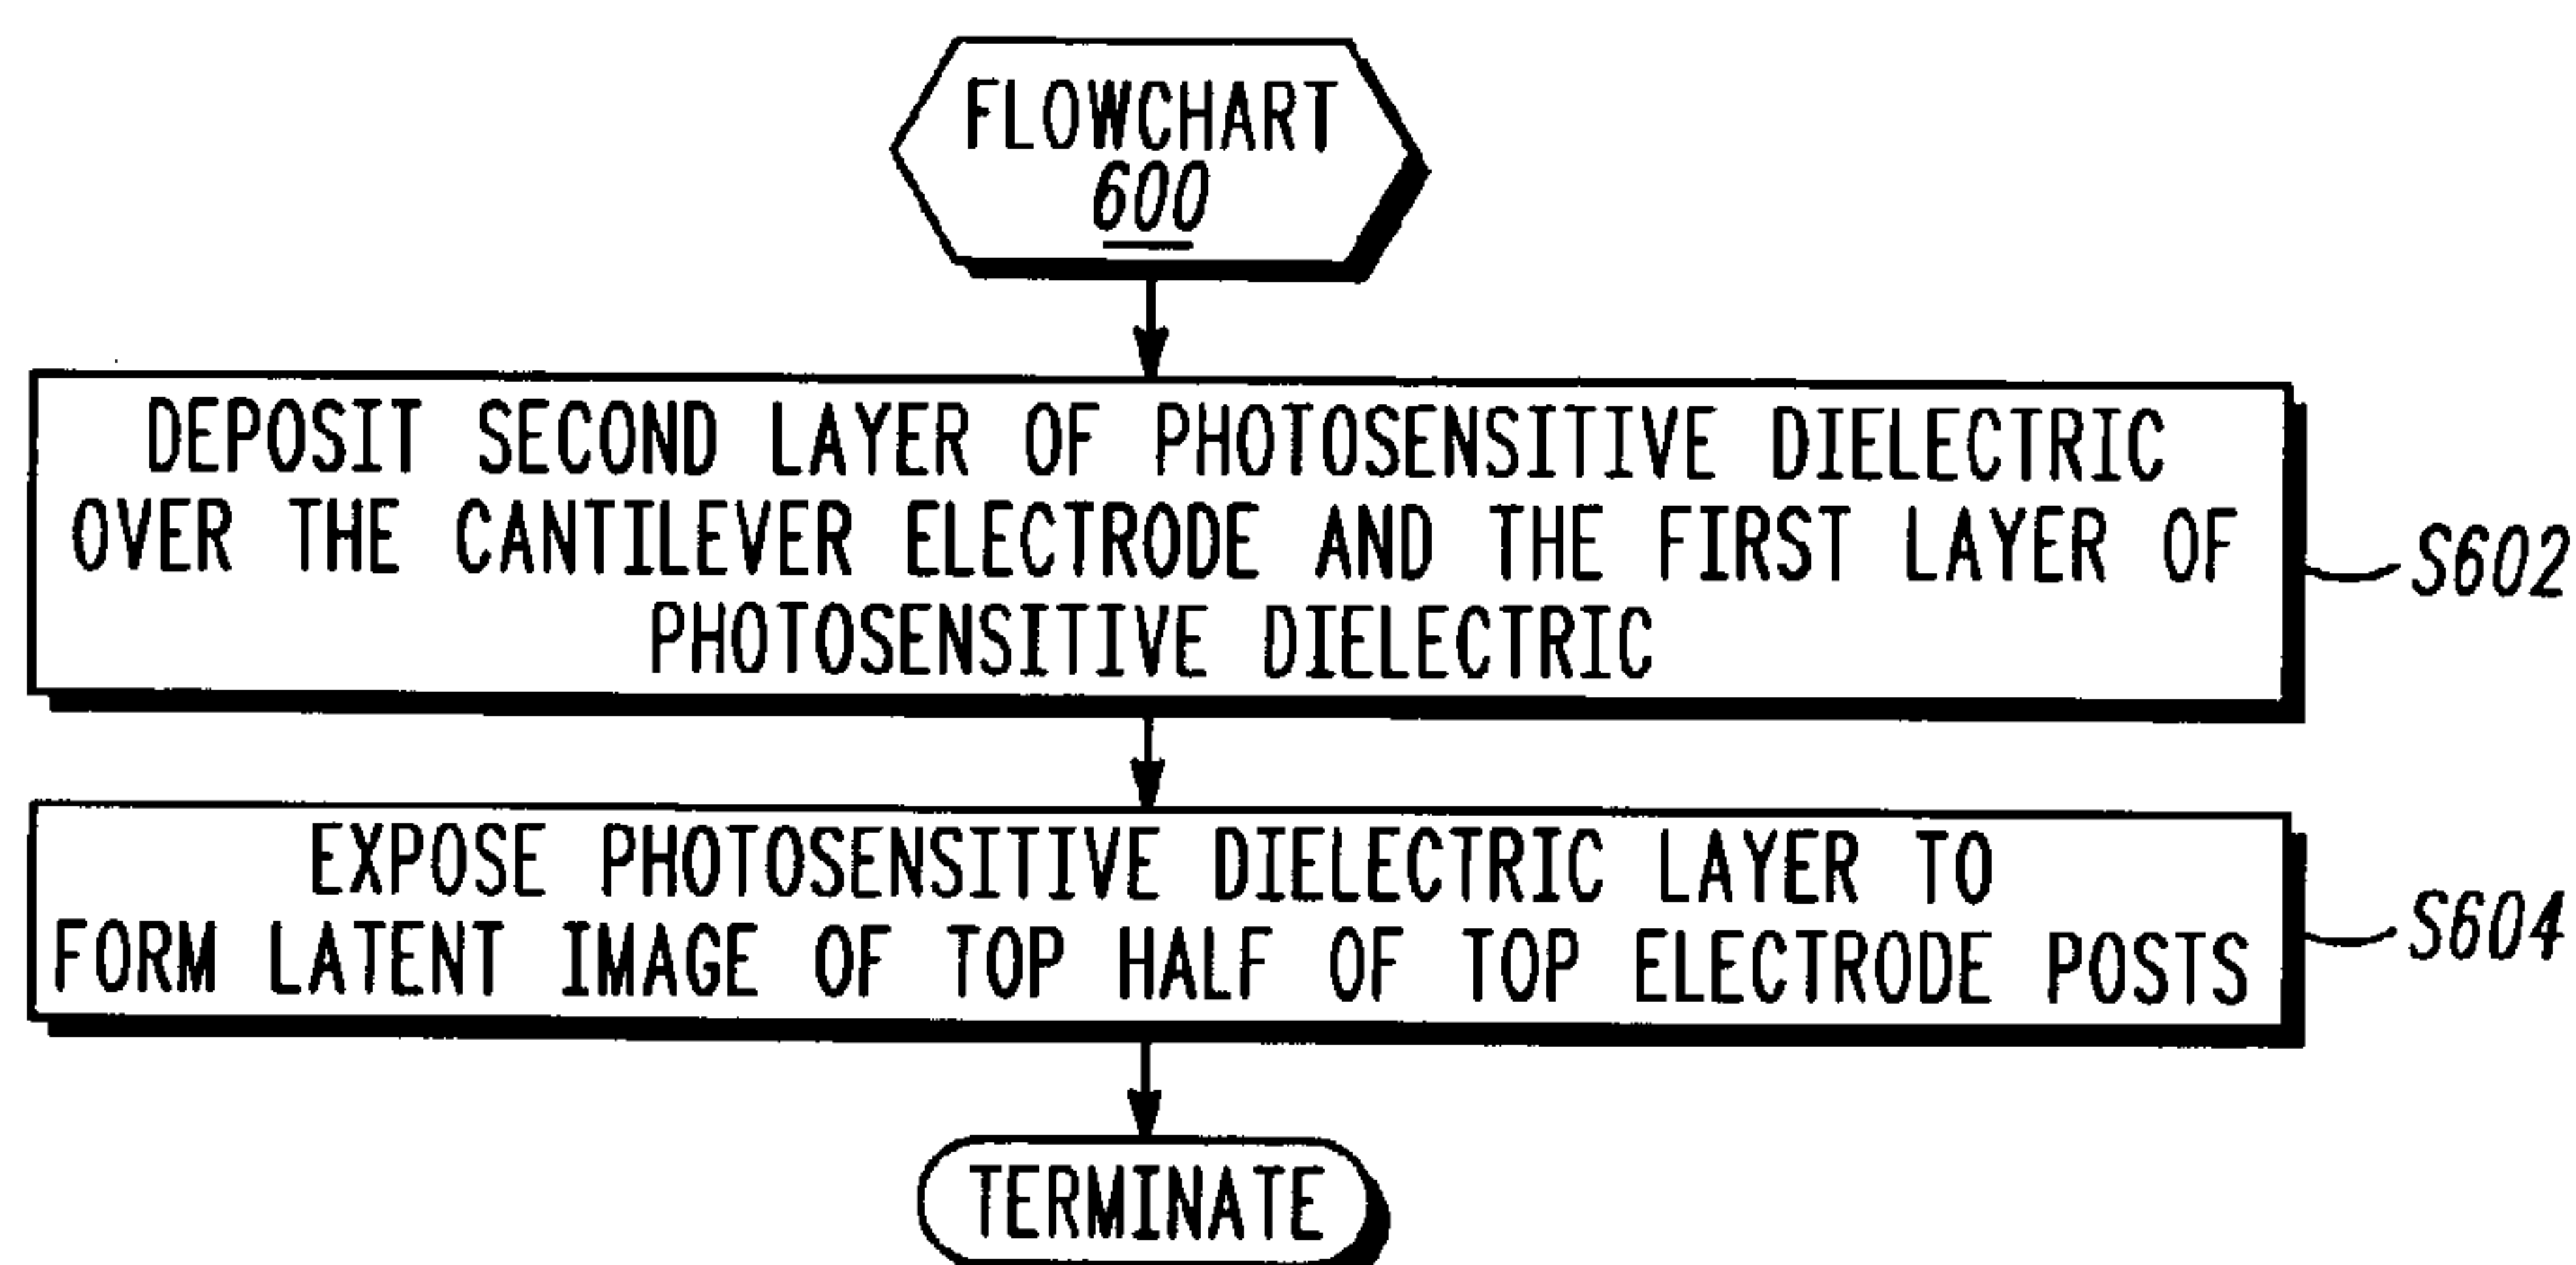 FLOWCHART
600
DEPOSIT SECOND LAYER OF PHOTOSENSITIVE DIELECTRIC
OVER THE CANTILEVER ELECTRODE AND THE FIRST LAYER OF
PHOTOSENSITIVE DIELECTRIC
S602
EXPOSE PHOTOSENSITIVE DIELECTRIC LAYER TO
FORM LATENT IMAGE OF TOP HALF OF TOP ELECTRODE POSTS
S604
TERMINATE